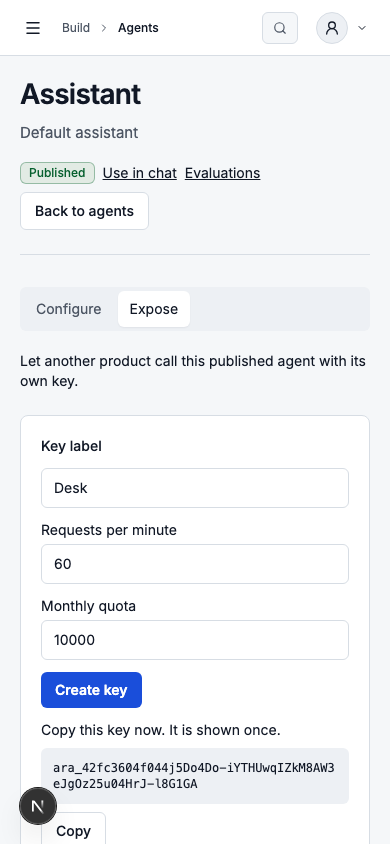 Build > Agents
Assistant
Default assistant
Published Use in chat Evaluations
Back to agents
Configure Expose
Let another product call this published agent with its
own key.
Key label
Desk
Requests per minute
60
Monthly quota
10000
Create key
Copy this key now. It is shown once.
ara_42fc3604f044j5Do4Do-iYTHUwqIZkM8AW3
eJgOz25u04HrJ-l8G1GA
N
Copy